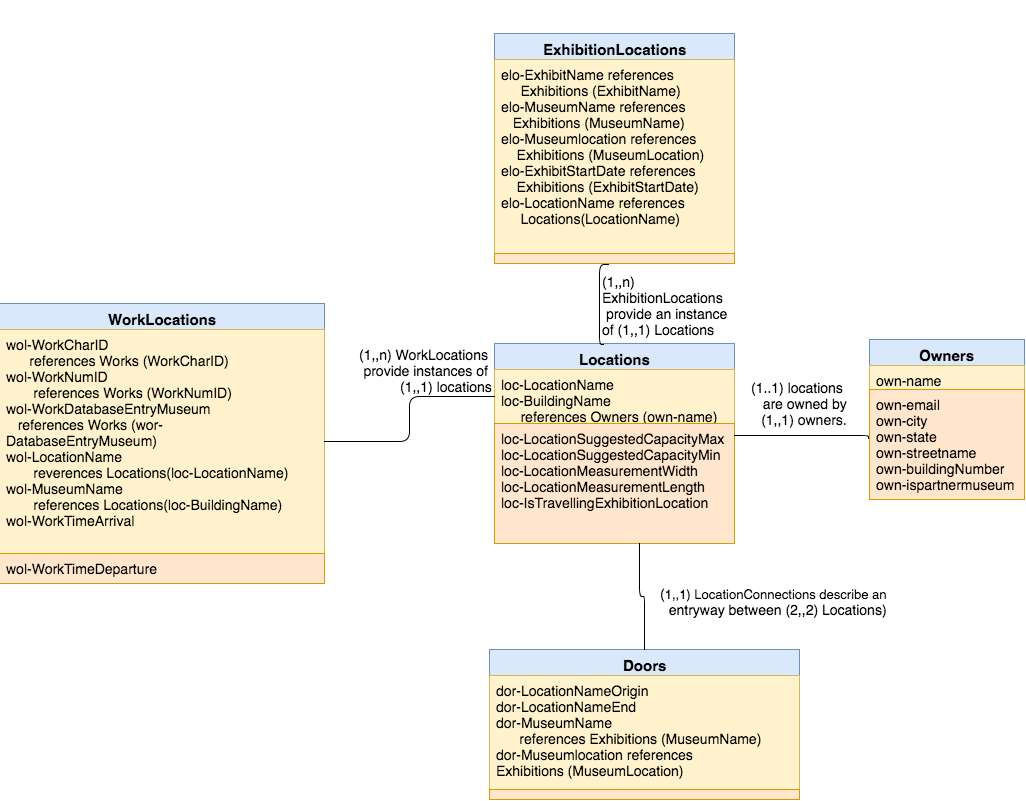 ExhibitionLocations
elo-ExhibitName references
Exhibitions (ExhibitName)
elo-MuseumName references
Exhibitions (MuseumName)
elo-Museumlocation references
Exhibitions (MuseumLocation)
elo-ExhibitStartDate references
Exhibitions (ExhibitStartDate)
elo-LocationName references
Locations(LocationName)
(1,,n)
ExhibitionLocations
provide an instance
of (1,,1) Locations
WorkLocations
wol-WorkCharID
references Works (WorkCharID)
wol-WorkNumID
references Works (WorkNumID)
wol-WorkDatabaseEntryMuseum
references Works (wor-
DatabaseEntryMuseum)
wol-LocationName
reverences Locations(loc-LocationName)
wol-MuseumName
references Locations(loc-BuildingName)
wol-WorkTimeArrival
wol-WorkTimeDeparture
(1,,n) WorkLocations
provide instances of
(1,,1) locations
Locations
loc-LocationName
loc-BuildingName
references Owners (own-name)
loc-LocationSuggestedCapacityMax
loc-LocationSuggestedCapacityMin
loc-LocationMeasurementWidth
loc-LocationMeasurementLength
loc-IsTravellingExhibitionLocation
(1..1) locations
are owned by
(1,,1) owners.
Owners
own-name
own-email
own-city
own-state
own-streetname
own-buildingNumber
own-ispartnermuseum
(1,,1) LocationConnections describe an
entryway between (2,,2) Locations)
Doors
dor-LocationNameOrigin
dor-LocationNameEnd
dor-MuseumName
references Exhibitions (MuseumName)
dor-Museumlocation references
Exhibitions (MuseumLocation)